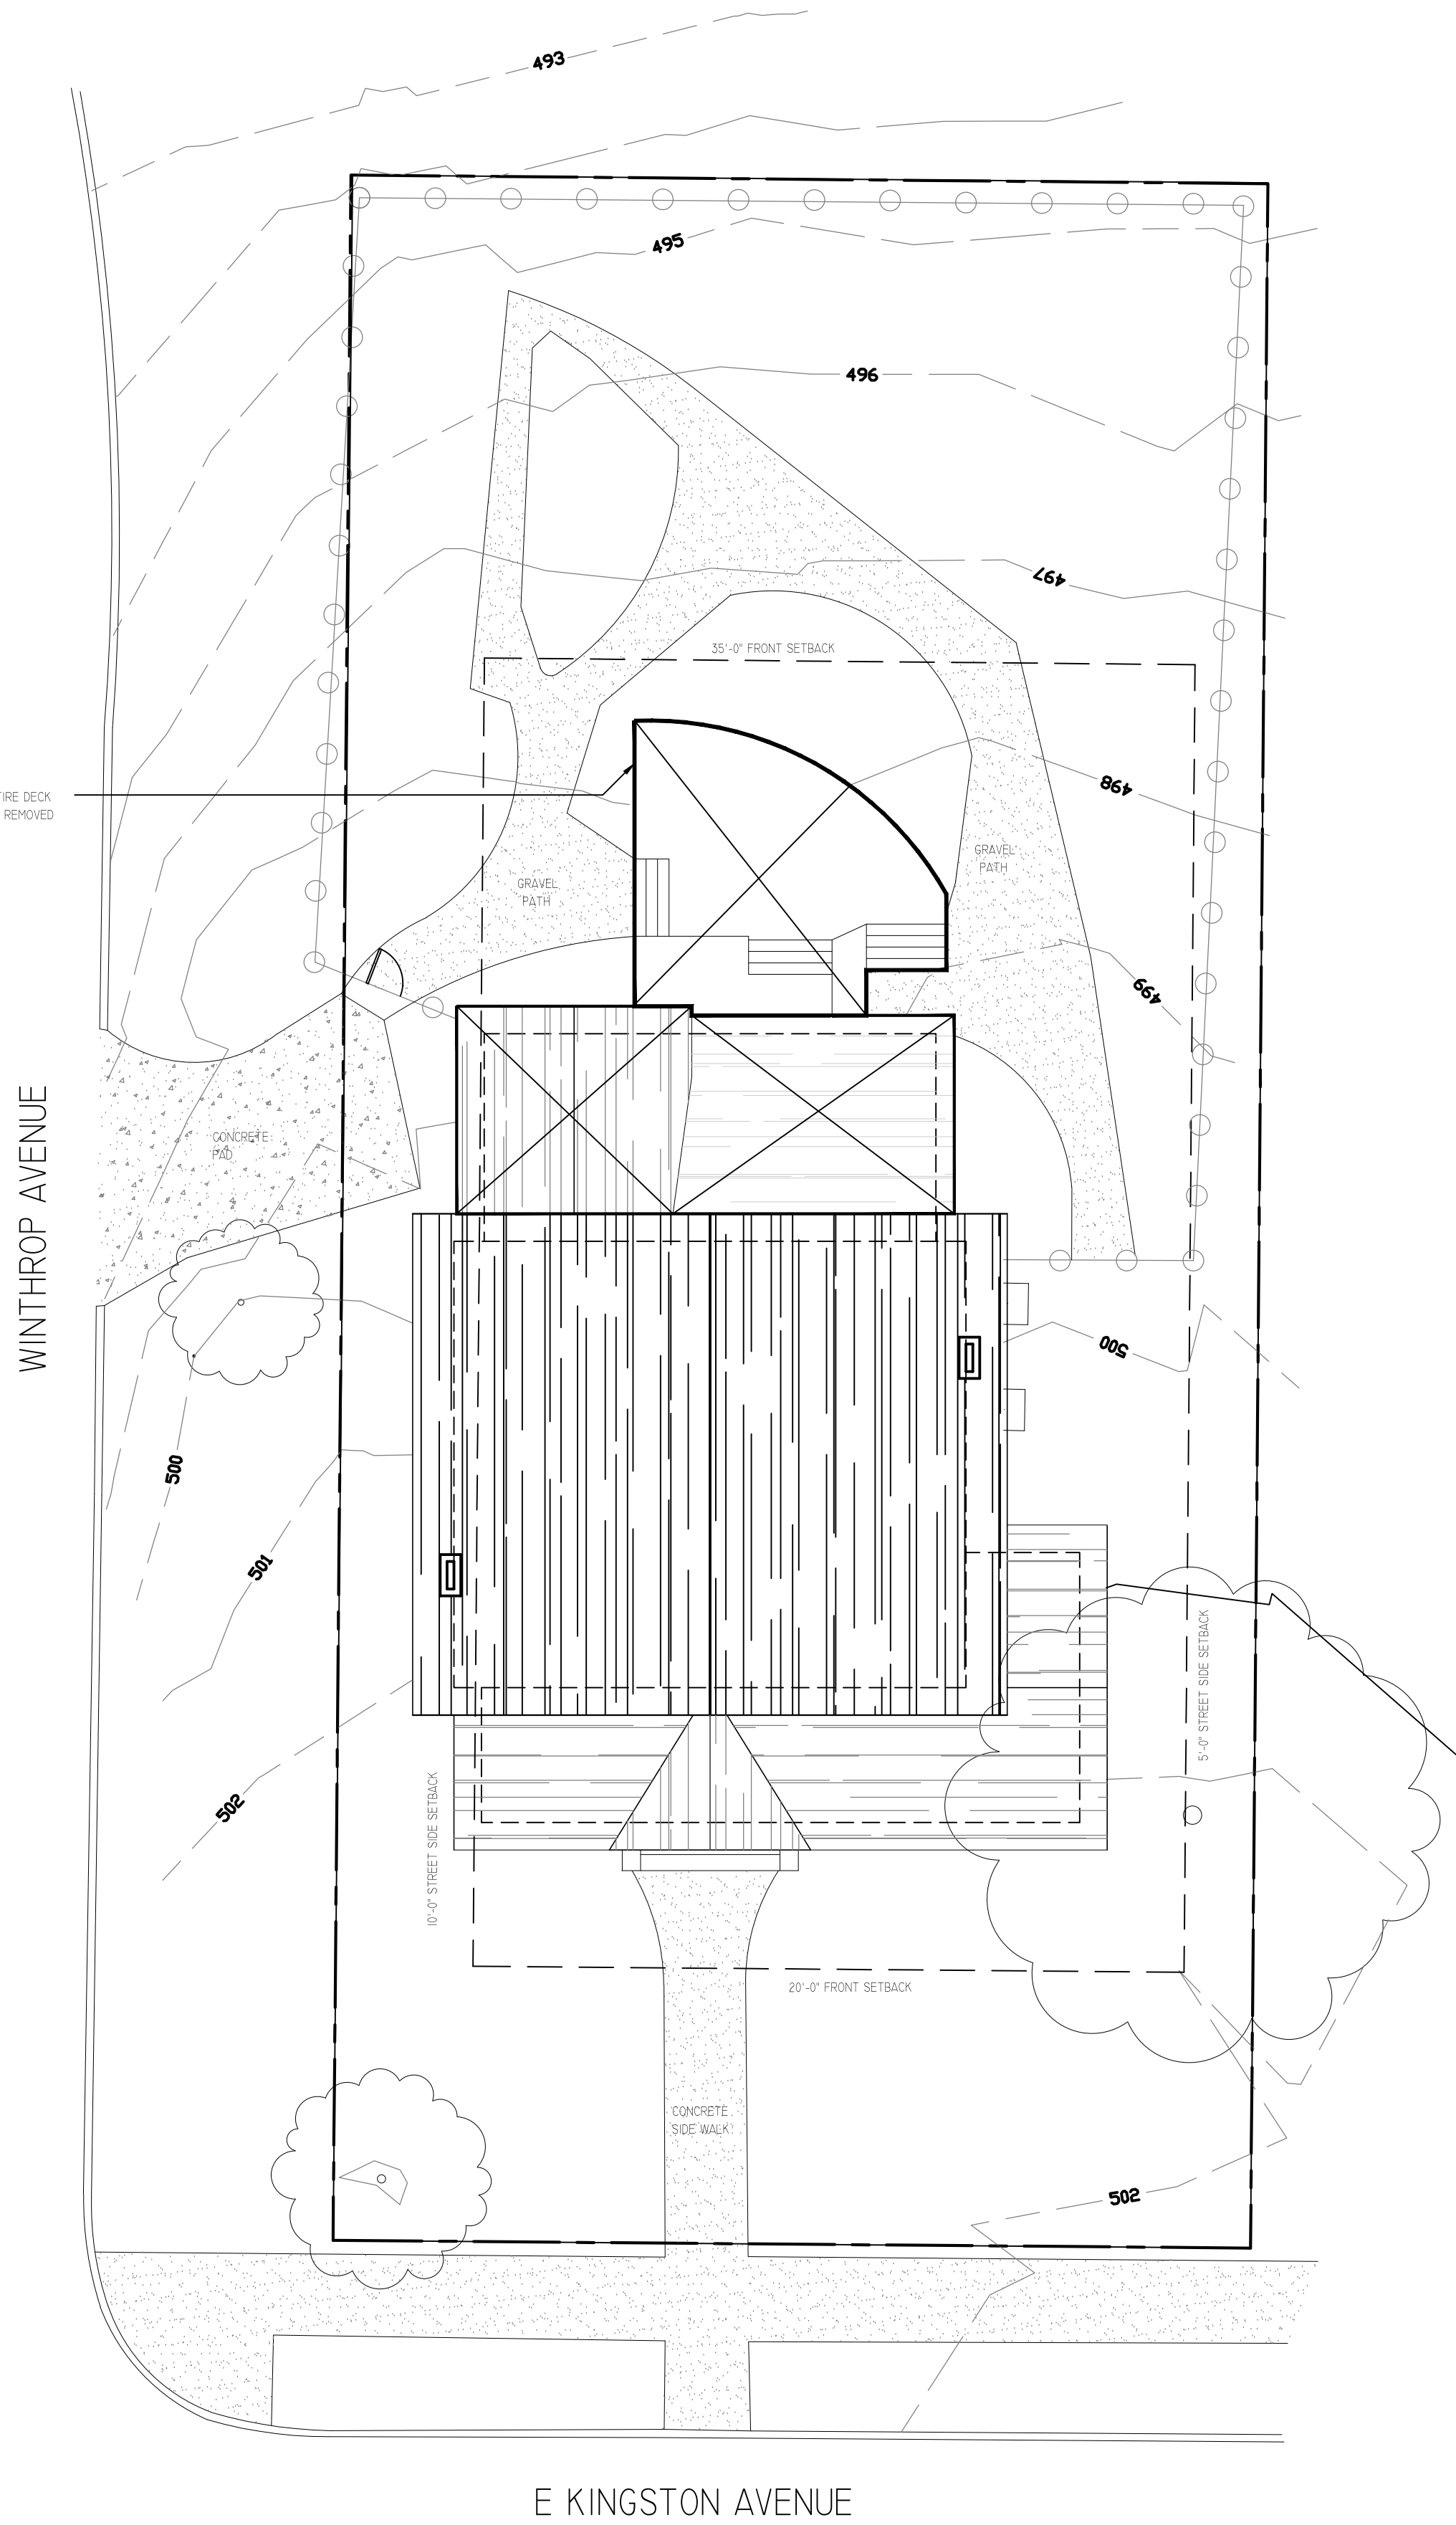 493
495
496
497
35'-0" FRONT SETBACK
498
DECK
REMOVED
GRAVEL
PATH
GRAVEL
PATH
499
WINTHROP AVENUE
CONCRETE
PAD
500
500
501
5'-0" STREET SIDE SETBACK
502
10'-0" STREET SIDE SETBACK
20'-0" FRONT SETBACK
CONCRETE
SIDE WALK
502
E KINGSTON AVENUE